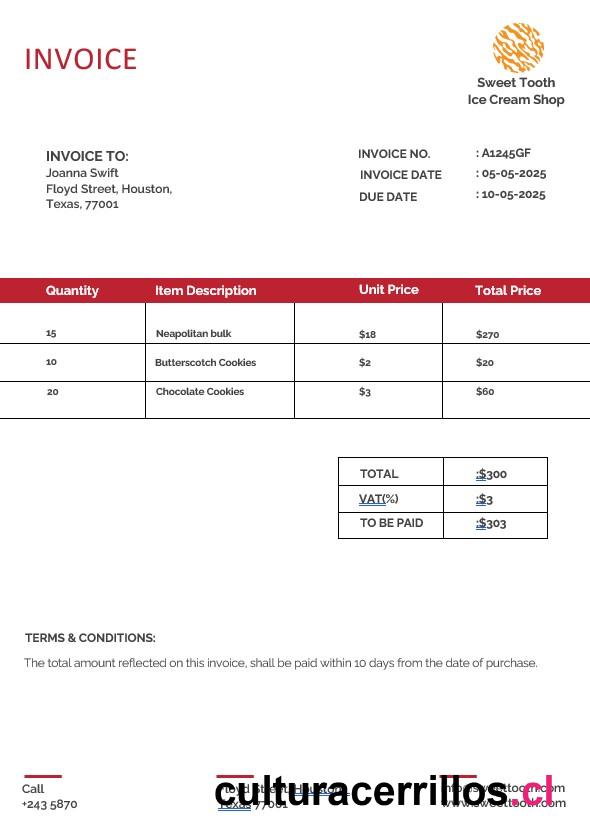 INVOICE
Sweet Tooth
Ice Cream Shop
INVOICE TO:
Joanna Swift
Floyd Street, Houston,
Texas, 77001
INVOICE NO. : A1245GF
INVOICE DATE : 05-05-2025
DUE DATE : 10-05-2025
Quantity Item Description Unit Price Total Price
15 Neapolitan bulk $18 $270
10 Butterscotch Cookies $2 $20
20 Chocolate Cookies $3 $60
TOTAL :$300
VAT(%) :$3
TO BE PAID :$303
TERMS & CONDITIONS:
The total amount reflected on this invoice, shall be paid within 10 days from the date of purchase.
Call Floyd Street, Houston, info@sweettooth.com
+243 5870 Texas 77001 www.sweettooth.com
culturacerrillos.cl